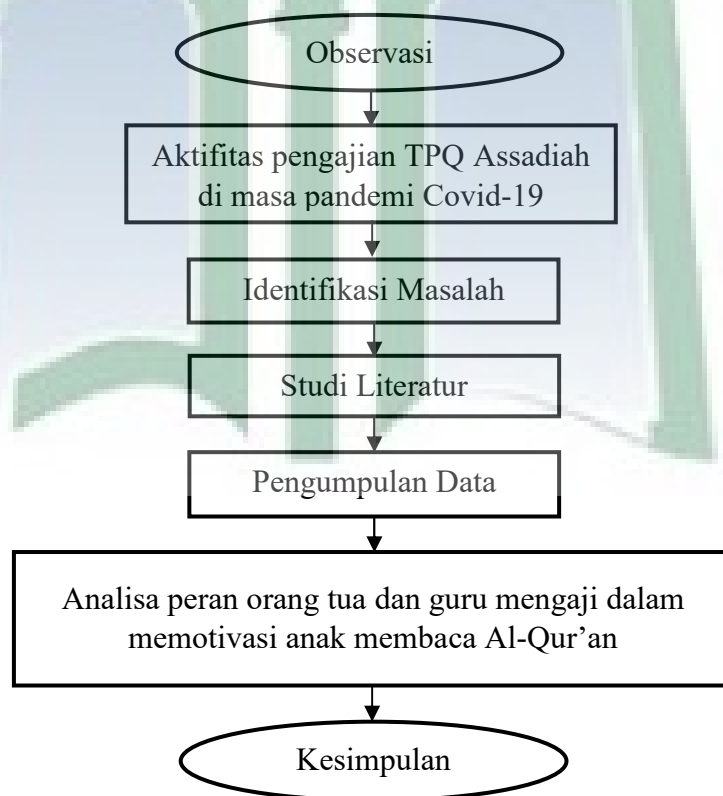 Observasi
Aktifitas pengajian TPQ Assadiah
di masa pandemi Covid-19
Identifikasi Masalah
Studi Literatur
Pengumpulan Data
Analisa peran orang tua dan guru mengaji dalam
memotivasi anak membaca Al-Qur’an
Kesimpulan